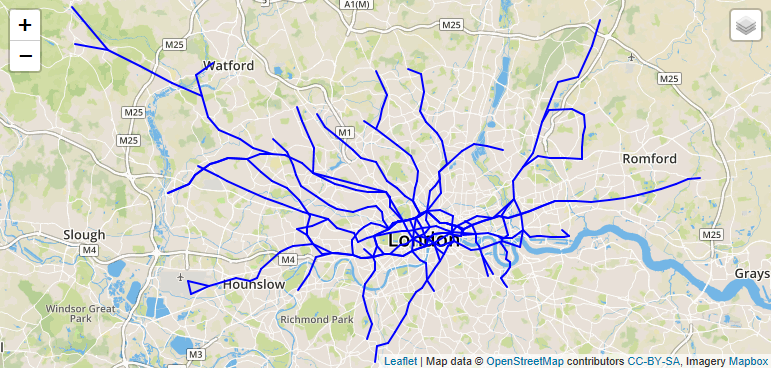 +
−
A1(M)
M25
M25
Watford
M25
M25
M25
M1
Romford
Slough
M4
London
M25
M4
Hounslow
Grays
Windsor Great
Park
Richmond Park
M3
Leaflet | Map data © OpenStreetMap contributors CC-BY-SA, Imagery Mapbox